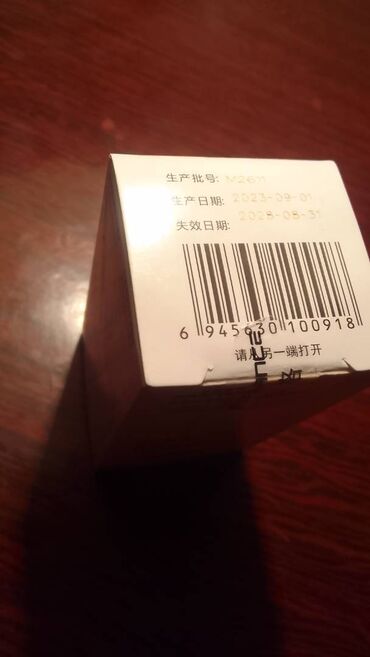 生产批号: M2611
生产日期: 2023-09-01
失效日期: 2028-08-31
6 945630 100918
请从另一端打开